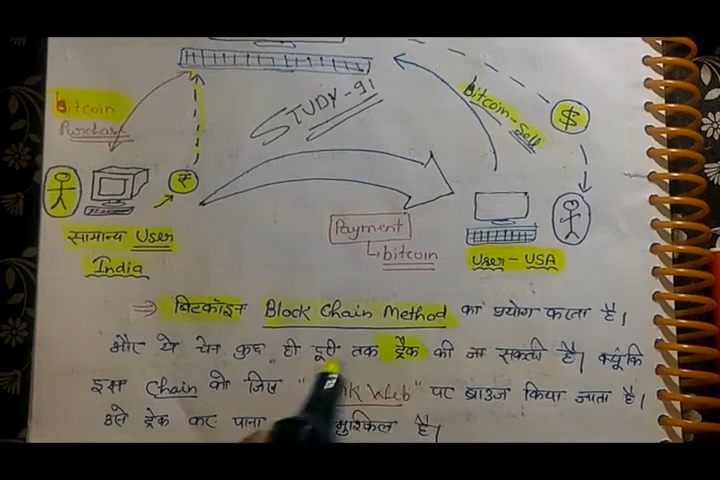 bitcoin
Purchase
STUDY-91
bitcoin-Sell
$
₹
Payment
bitcoin
सामान्य User
India
User-USA
⇒ बिटकॉइन Block Chain Method का प्रयोग करता है।
और ये चेन कुछ ही दूरी तक ट्रैक की जा सकती है। क्यूंकि
इस Chain को जिए " Web" पर ब्राउज किया जाता है।
उसे ट्रेक कर पाना मुश्किल है।